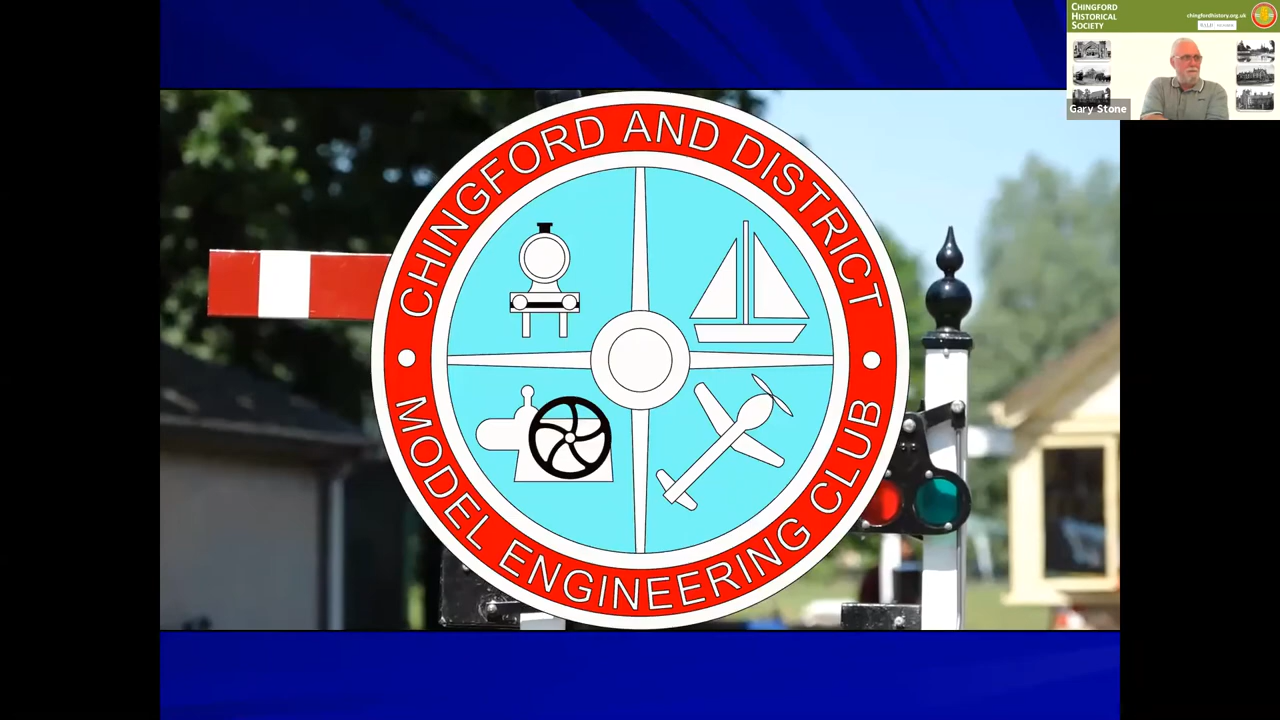 CHINGFORD AND DISTRICT
MODEL ENGINEERING CLUB
CHINGFORD
HISTORICAL
SOCIETY
chingfordhistory.org.uk
Gary Stone